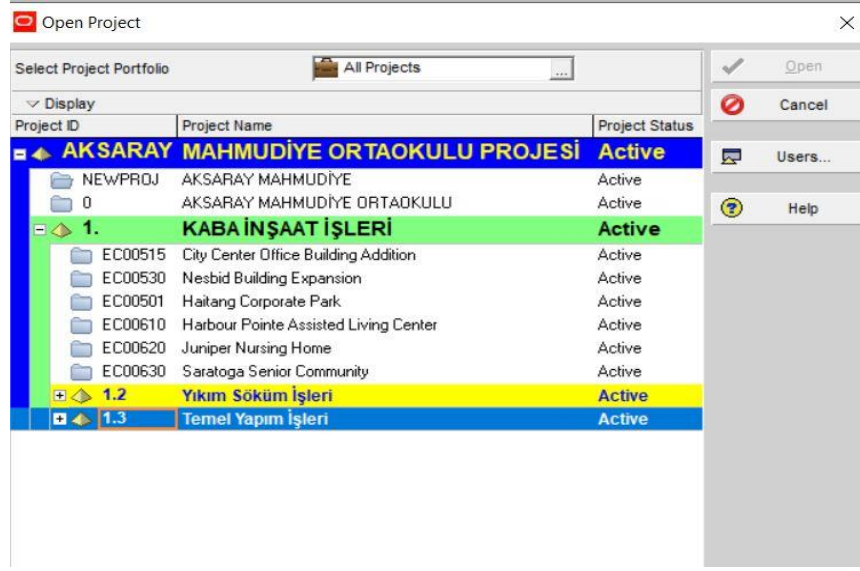 Open Project
Select Project Portfolio All Projects ...
Open
Display
Cancel
Project ID Project Name Project Status
AKSARAY MAHMUDİYE ORTAOKULU PROJESİ Active
Users...
NEWPROJ AKSARAY MAHMUDİYE Active
0 AKSARAY MAHMUDİYE ORTAOKULU Active
Help
1. KABA İNŞAAT İŞLERİ Active
EC00515 City Center Office Building Addition Active
EC00530 Nesbid Building Expansion Active
EC00501 Haitang Corporate Park Active
EC00610 Harbour Pointe Assisted Living Center Active
EC00620 Juniper Nursing Home Active
EC00630 Saratoga Senior Community Active
1.2 Yıkım Söküm İşleri Active
1.3 Temel Yapım İşleri Active